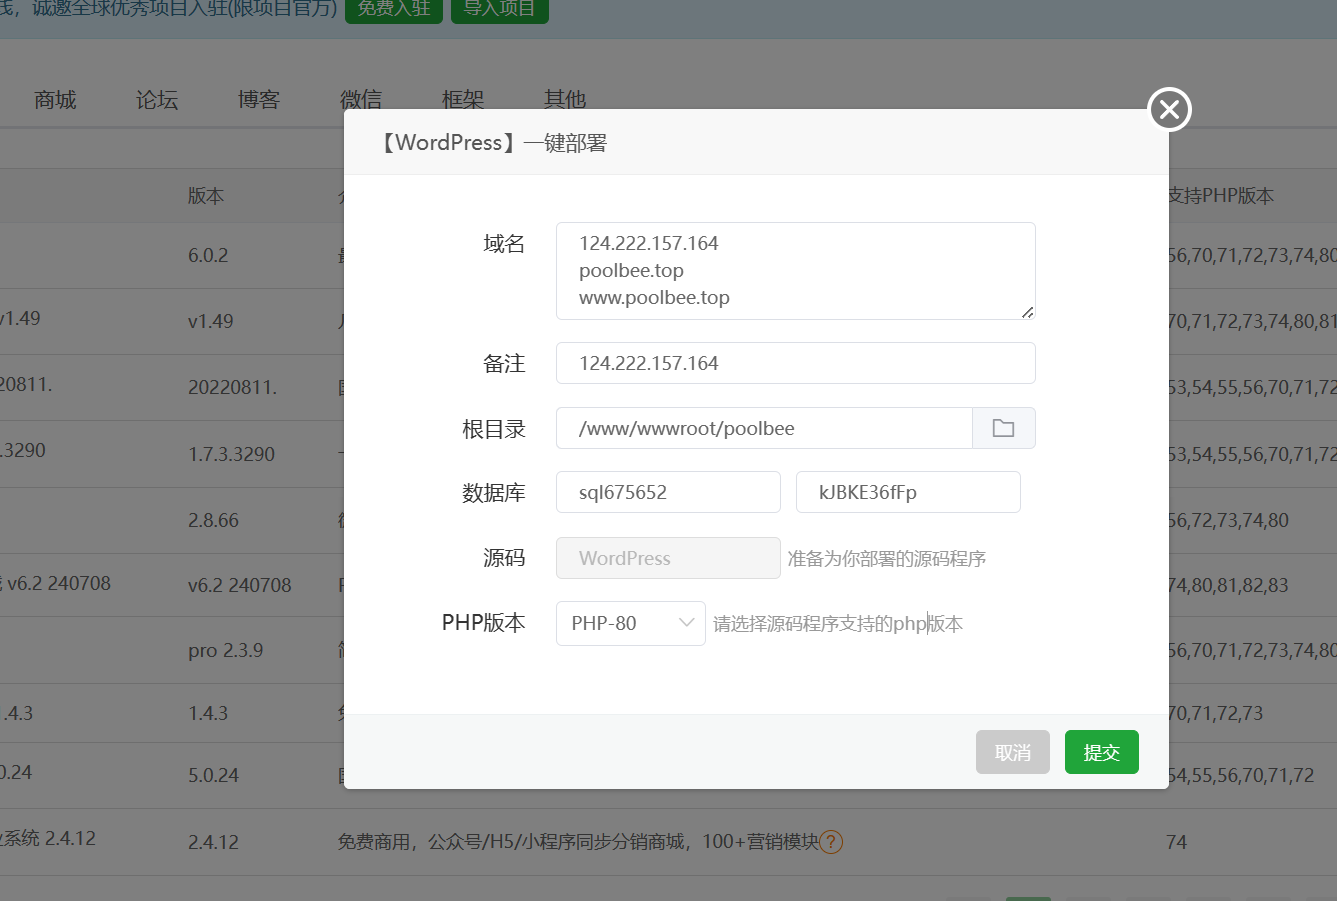 线，诚邀全球优秀项目入驻(限项目官方) 免费入驻 导入项目
商城 论坛 博客 微信 框架 其他
【WordPress】一键部署
版本 支持PHP版本
域名 124.222.157.164
poolbee.top
www.poolbee.top
6.0.2 56,70,71,72,73,74,80
v1.49 v1.49 70,71,72,73,74,80,81
备注 124.222.157.164
20811. 20220811. 53,54,55,56,70,71,72
根目录 /www/wwwroot/poolbee
.3290 1.7.3.3290 53,54,55,56,70,71,72
数据库 sql675652 kJBKE36fFp
2.8.66 56,72,73,74,80
源码 WordPress 准备为你部署的源码程序
v6.2 240708 v6.2 240708 74,80,81,82,83
PHP版本 PHP-80 请选择源码程序支持的php版本
pro 2.3.9 56,70,71,72,73,74,80
.4.3 1.4.3 70,71,72,73
取消 提交
0.24 5.0.24 54,55,56,70,71,72
系统 2.4.12 2.4.12 免费商用，公众号/H5/小程序同步分销商城，100+营销模块 ? 74